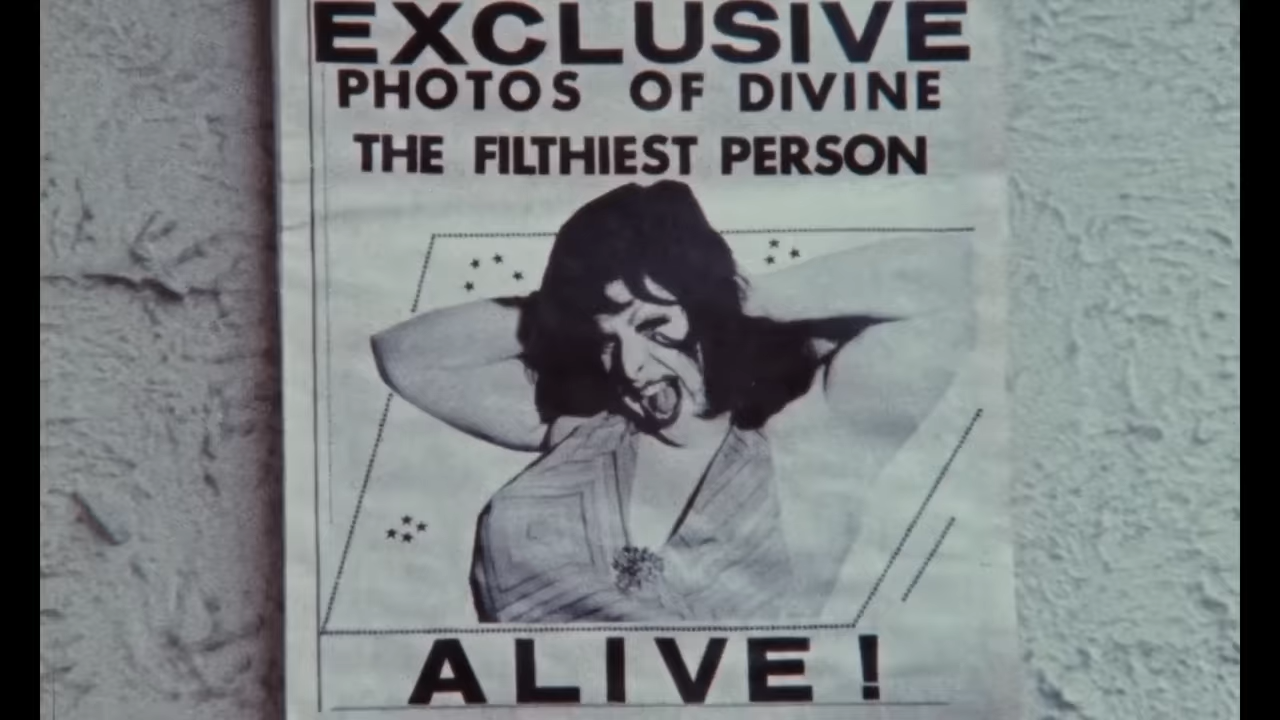 EXCLUSIVE
PHOTOS OF DIVINE
THE FILTHIEST PERSON
ALIVE!